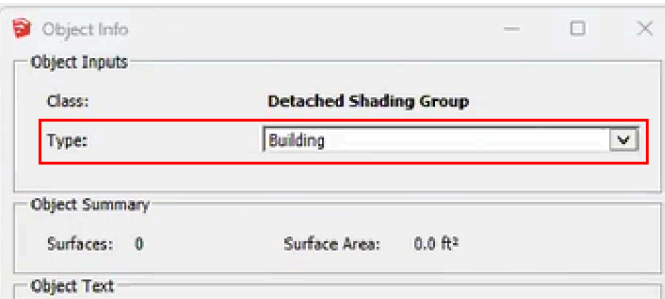 Object Info
Object Inputs
Class: Detached Shading Group
Type: Building
Object Summary
Surfaces: 0 Surface Area: 0.0 ft²
Object Text